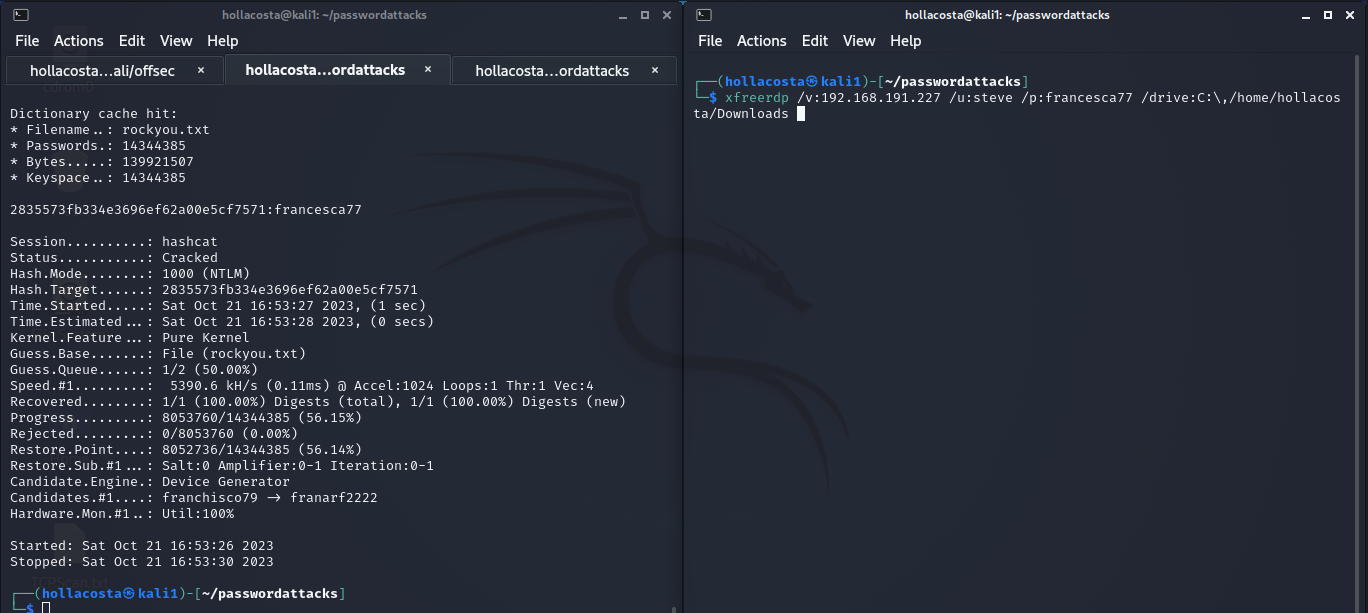 hollacosta@kali1: ~/passwordattacks
File Actions Edit View Help
hollacosta...ali/offsec × hollacosta...ordattacks × hollacosta...ordattacks ×
Dictionary cache hit:
* Filename..: rockyou.txt
* Passwords.: 14344385
* Bytes.....: 139921507
* Keyspace..: 14344385
2835573fb334e3696ef62a00e5cf7571:francesca77
Session..........: hashcat
Status...........: Cracked
Hash.Mode........: 1000 (NTLM)
Hash.Target......: 2835573fb334e3696ef62a00e5cf7571
Time.Started.....: Sat Oct 21 16:53:27 2023, (1 sec)
Time.Estimated...: Sat Oct 21 16:53:28 2023, (0 secs)
Kernel.Feature...: Pure Kernel
Guess.Base.......: File (rockyou.txt)
Guess.Queue......: 1/2 (50.00%)
Speed.#1.........:  5390.6 kH/s (0.11ms) @ Accel:1024 Loops:1 Thr:1 Vec:4
Recovered........: 1/1 (100.00%) Digests (total), 1/1 (100.00%) Digests (new)
Progress.........: 8053760/14344385 (56.15%)
Rejected.........: 0/8053760 (0.00%)
Restore.Point....: 8052736/14344385 (56.14%)
Restore.Sub.#1...: Salt:0 Amplifier:0-1 Iteration:0-1
Candidate.Engine.: Device Generator
Candidates.#1....: franchisco79 -> franarf2222
Hardware.Mon.#1..: Util:100%
Started: Sat Oct 21 16:53:26 2023
Stopped: Sat Oct 21 16:53:30 2023
TCPScan.txt
┌──(hollacosta㉿kali1)-[~/passwordattacks]
└─$
hollacosta@kali1: ~/passwordattacks
File Actions Edit View Help
┌──(hollacosta㉿kali1)-[~/passwordattacks]
└─$ xfreerdp /v:192.168.191.227 /u:steve /p:francesca77 /drive:C:\,/home/hollacos
ta/Downloads